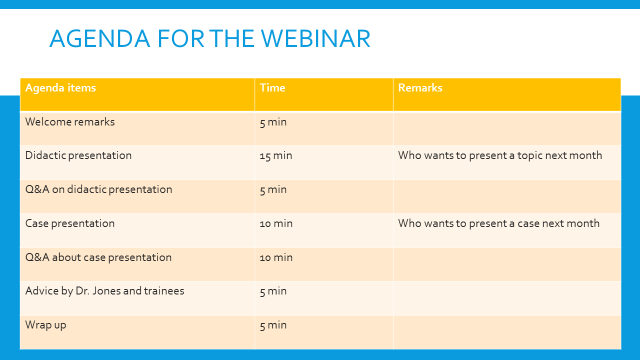 AGENDA FOR THE WEBINAR
Agenda items Time Remarks
Welcome remarks 5 min
Didactic presentation 15 min Who wants to present a topic next month
Q&A on didactic presentation 5 min
Case presentation 10 min Who wants to present a case next month
Q&A about case presentation 10 min
Advice by Dr. Jones and trainees 5 min
Wrap up 5 min